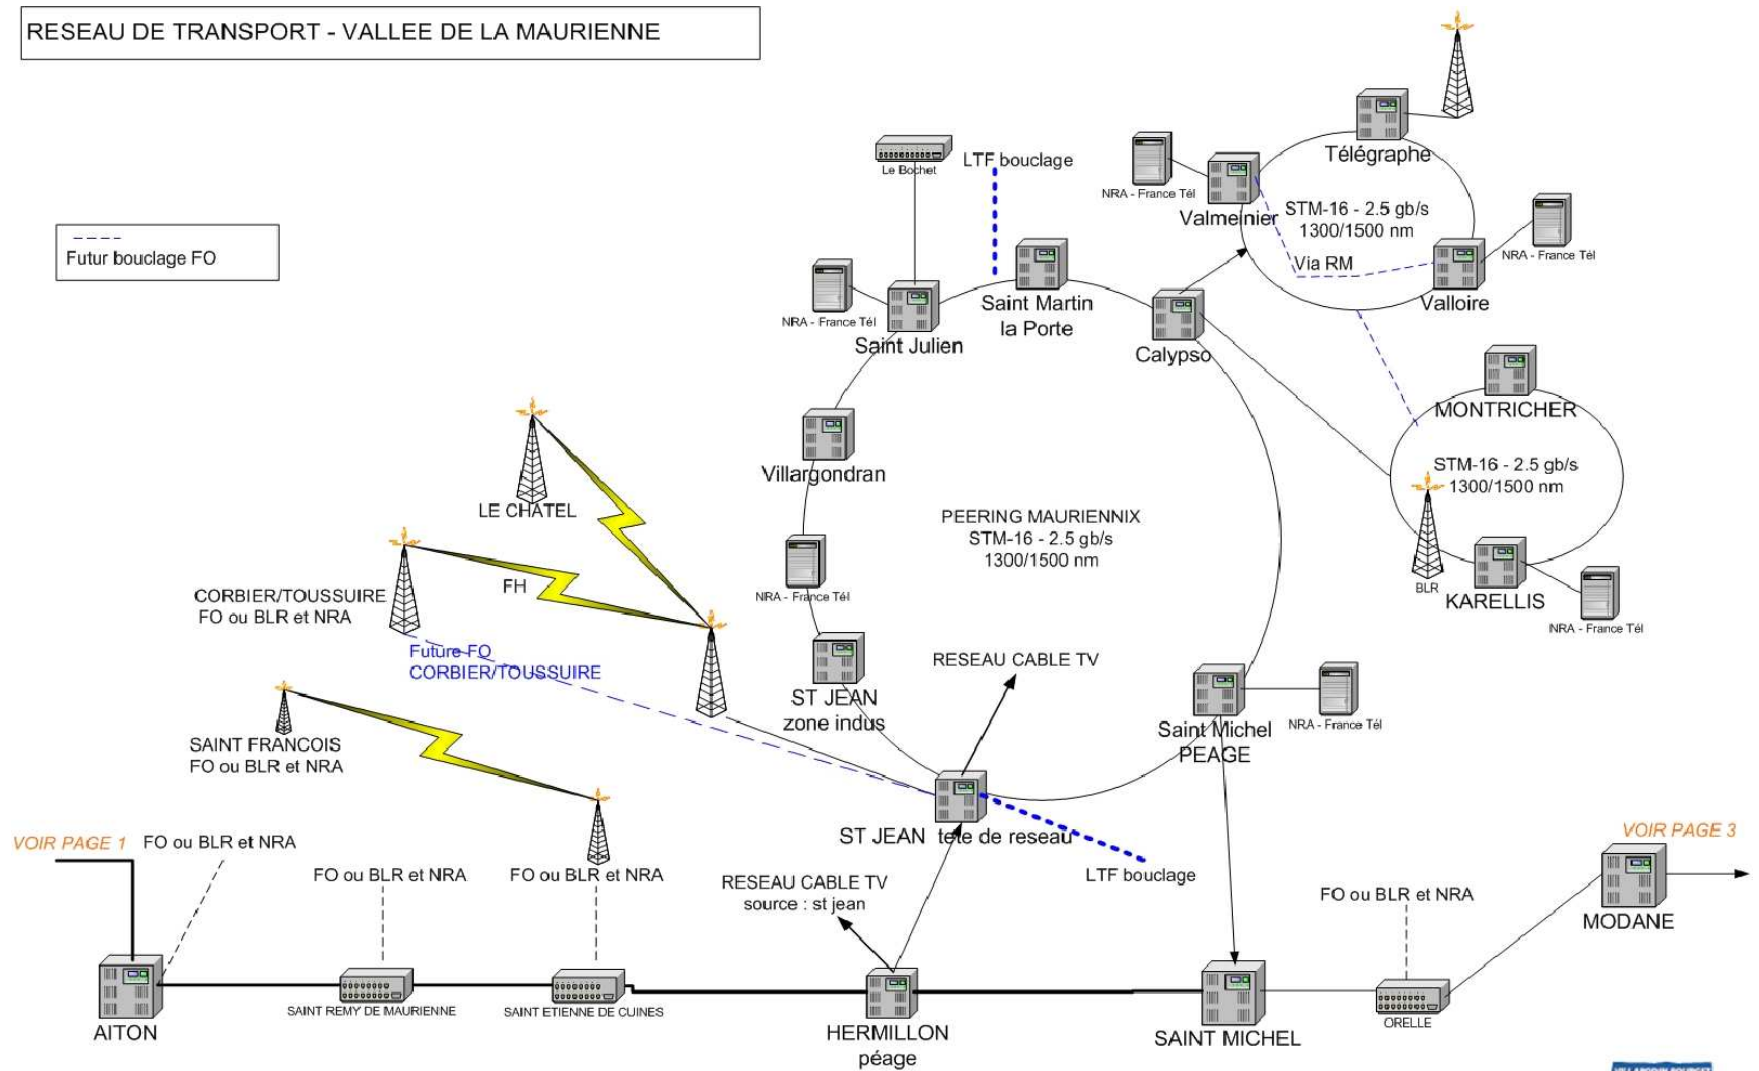 RESEAU DE TRANSPORT - VALLEE DE LA MAURIENNE
Futur bouclage FO
Le Bochet
LTF bouclage
Télégraphe
NRA - France Tél
Valmeinier
STM-16 - 2.5 gb/s
1300/1500 nm
Via RM
NRA - France Tél
Valloire
NRA - France Tél
Saint Julien
Saint Martin
la Porte
Calypso
MONTRICHER
STM-16 - 2.5 gb/s
1300/1500 nm
BLR
KARELLIS
NRA - France Tél
Villargondran
LE CHATEL
PEERING MAURIENNIX
STM-16 - 2.5 gb/s
1300/1500 nm
FH
CORBIER/TOUSSUIRE
FO ou BLR et NRA
NRA - France Tél
Future FO
CORBIER/TOUSSUIRE
RESEAU CABLE TV
ST JEAN
zone indus
Saint Michel
PEAGE
NRA - France Tél
SAINT FRANCOIS
FO ou BLR et NRA
VOIR PAGE 1
FO ou BLR et NRA
FO ou BLR et NRA
FO ou BLR et NRA
ST JEAN tete de reseau
RESEAU CABLE TV
source : st jean
LTF bouclage
VOIR PAGE 3
FO ou BLR et NRA
MODANE
AITON
SAINT REMY DE MAURIENNE
SAINT ETIENNE DE CUINES
HERMILLON
péage
SAINT MICHEL
ORELLE